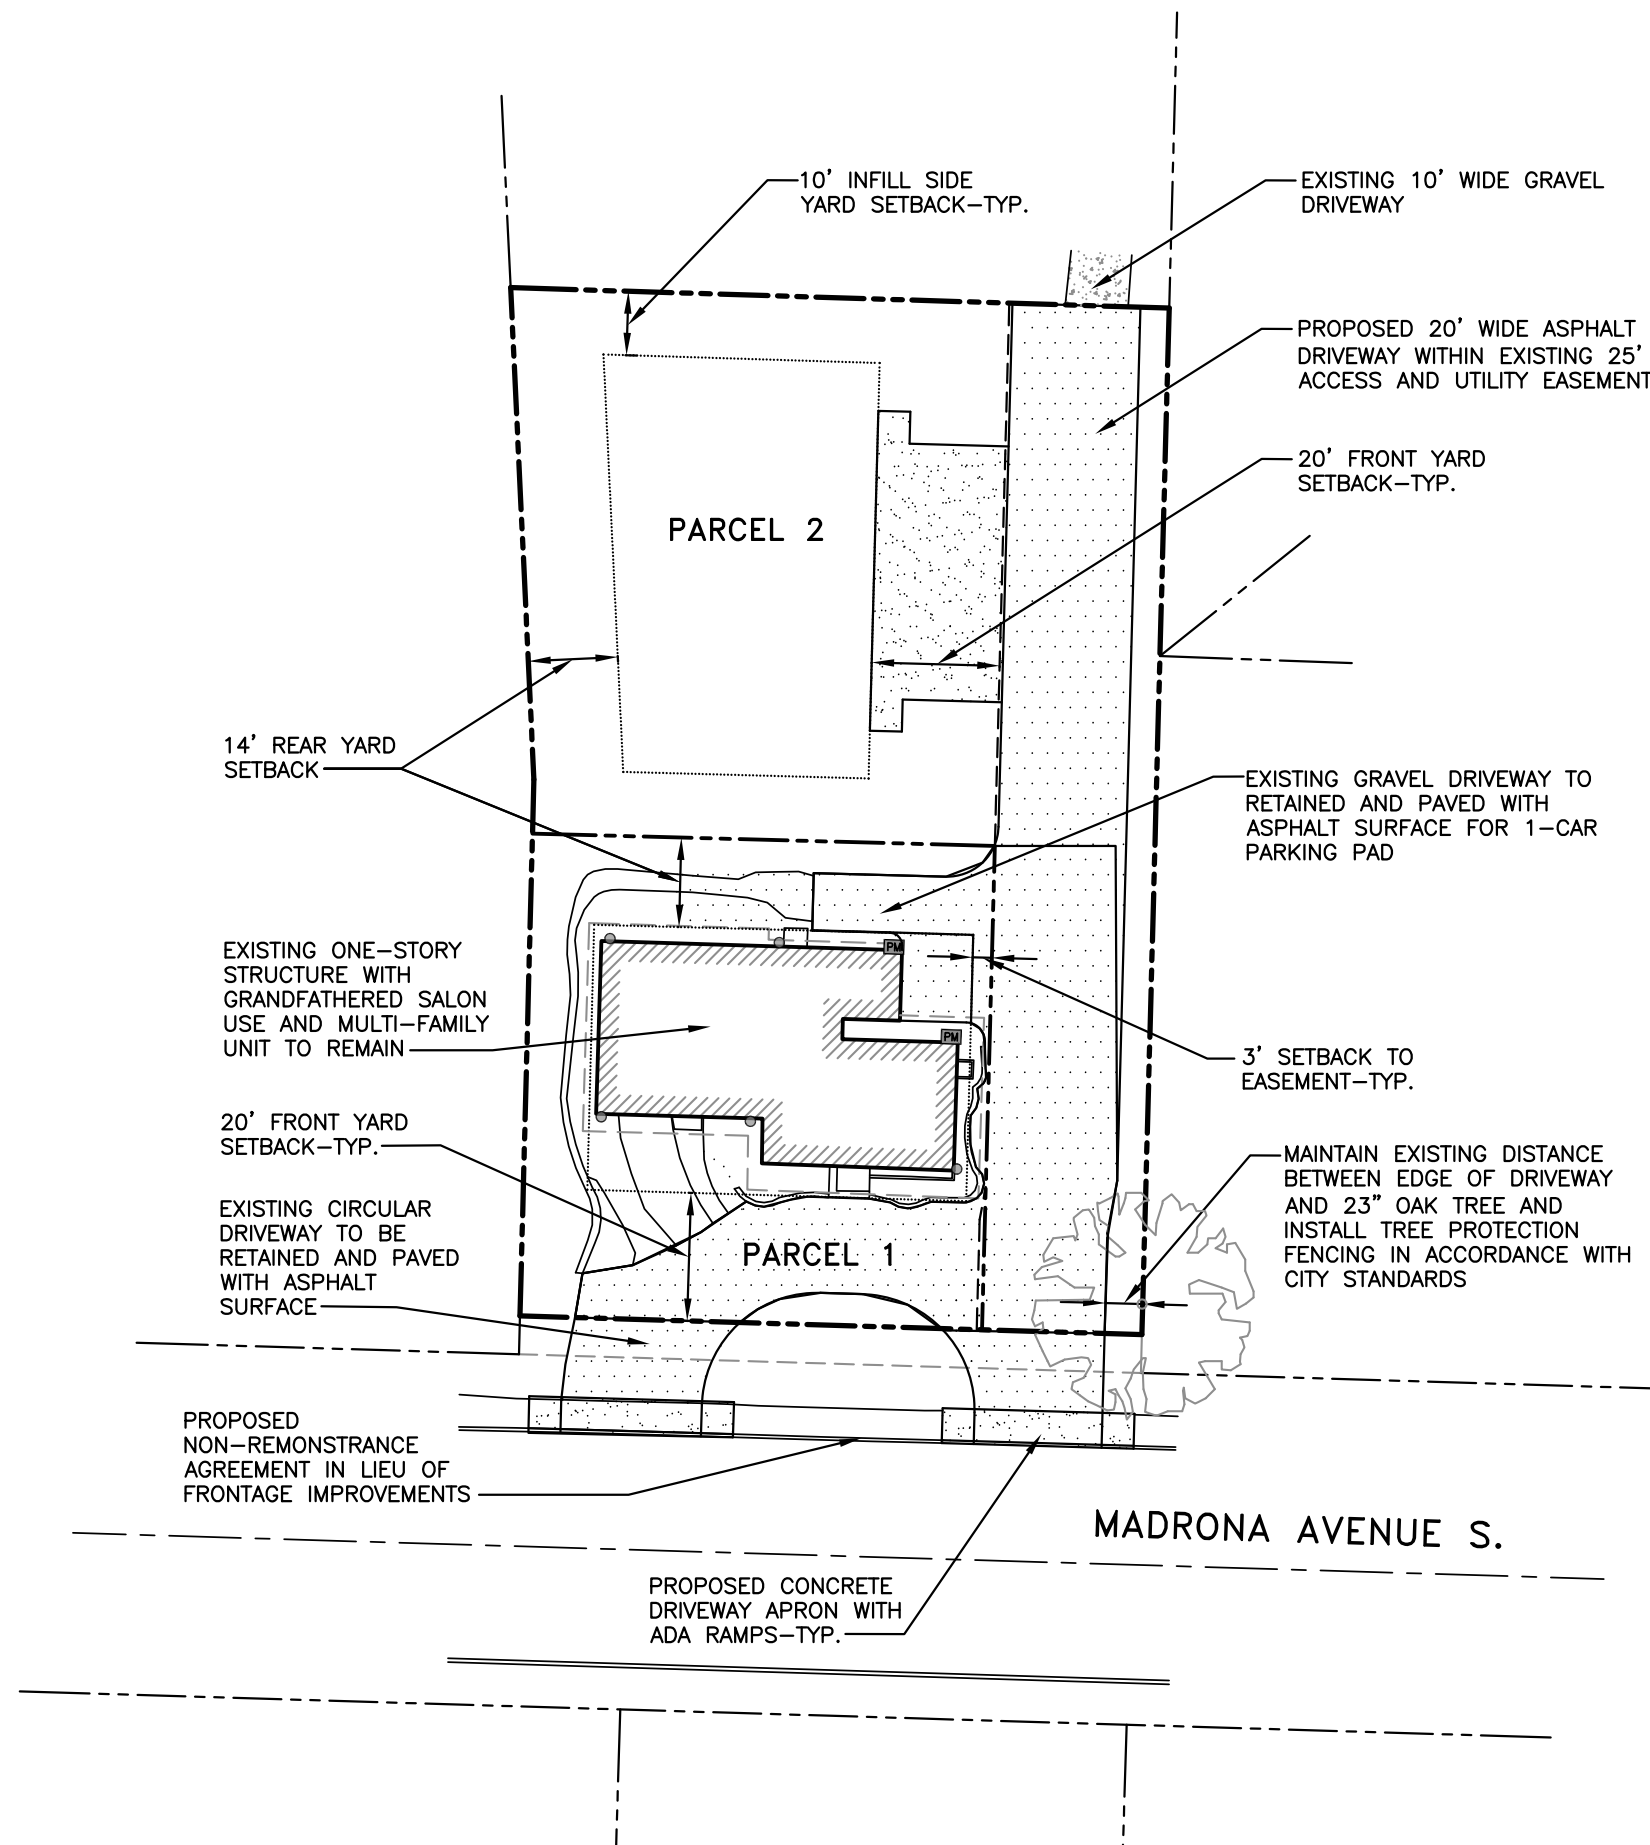 10' INFILL SIDE
YARD SETBACK-TYP.
EXISTING 10' WIDE GRAVEL
DRIVEWAY
PROPOSED 20' WIDE ASPHALT
DRIVEWAY WITHIN EXISTING 25'
ACCESS AND UTILITY EASEMENT
20' FRONT YARD
SETBACK-TYP.
PARCEL 2
14' REAR YARD
SETBACK
EXISTING GRAVEL DRIVEWAY TO
RETAINED AND PAVED WITH
ASPHALT SURFACE FOR 1-CAR
PARKING PAD
EXISTING ONE-STORY
STRUCTURE WITH
GRANDFATHERED SALON
USE AND MULTI-FAMILY
UNIT TO REMAIN
PM
PM
3' SETBACK TO
EASEMENT-TYP.
20' FRONT YARD
SETBACK-TYP.
MAINTAIN EXISTING DISTANCE
BETWEEN EDGE OF DRIVEWAY
AND 23" OAK TREE AND
INSTALL TREE PROTECTION
FENCING IN ACCORDANCE WITH
CITY STANDARDS
EXISTING CIRCULAR
DRIVEWAY TO BE
RETAINED AND PAVED
WITH ASPHALT
SURFACE
PARCEL 1
PROPOSED
NON-REMONSTRANCE
AGREEMENT IN LIEU OF
FRONTAGE IMPROVEMENTS
MADRONA AVENUE S.
PROPOSED CONCRETE
DRIVEWAY APRON WITH
ADA RAMPS-TYP.